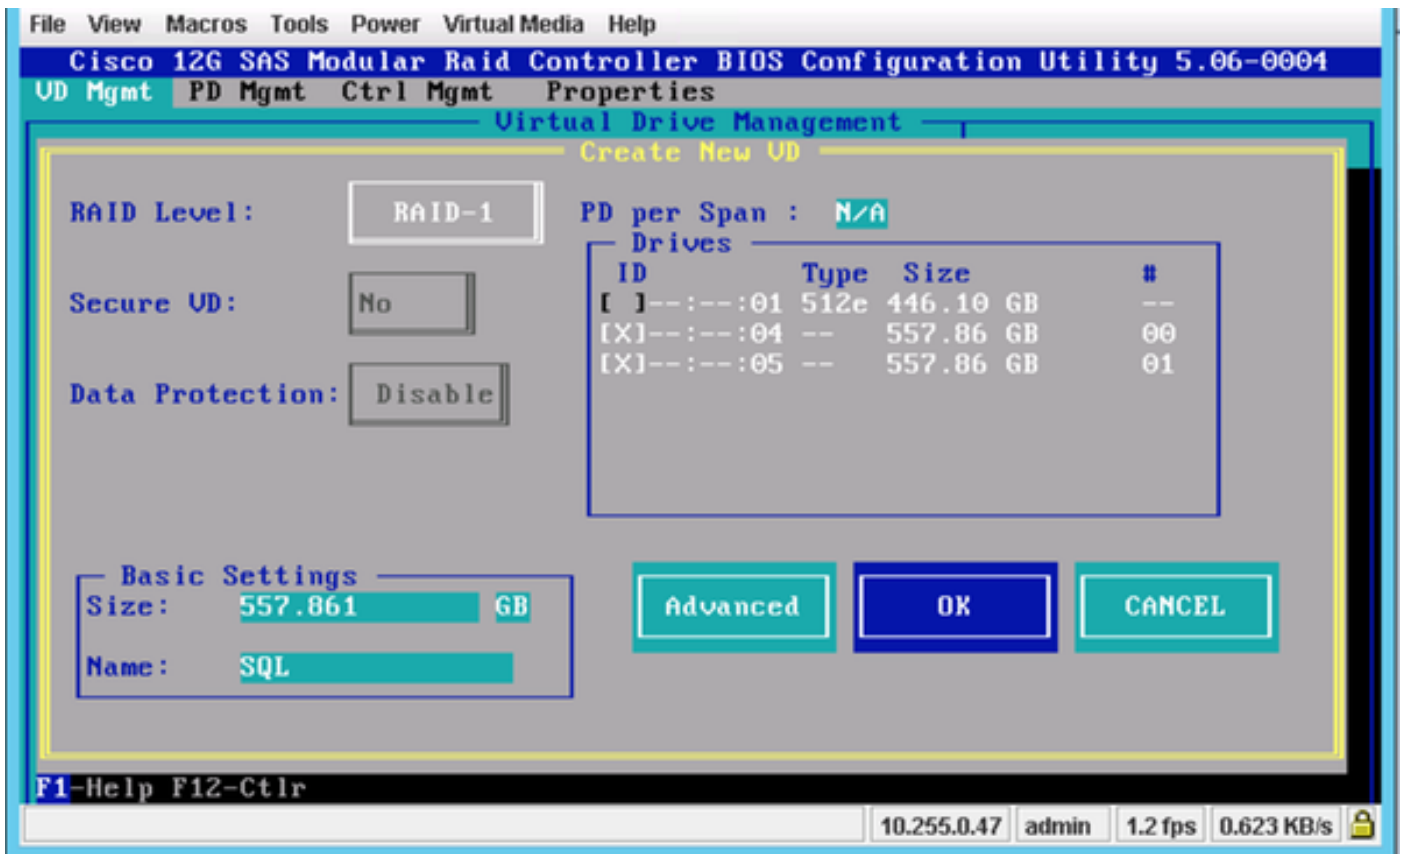 File View Macros Tools Power Virtual Media Help
Cisco 12G SAS Modular Raid Controller BIOS Configuration Utility 5.06-0004
VD Mgmt PD Mgmt Ctrl Mgmt Properties
Virtual Drive Management
Create New VD
RAID Level: RAID-1 PD per Span : N/A
Drives
ID Type Size #
Secure VD: No
[ ]--:--:01 512e 446.10 GB --
[X]--:--:04 -- 557.86 GB 00
[X]--:--:05 -- 557.86 GB 01
Data Protection: Disable
Basic Settings
Size: 557.861 GB
Name: SQL
Advanced OK CANCEL
F1-Help F12-Ctlr
10.255.0.47 admin 1.2 fps 0.623 KB/s